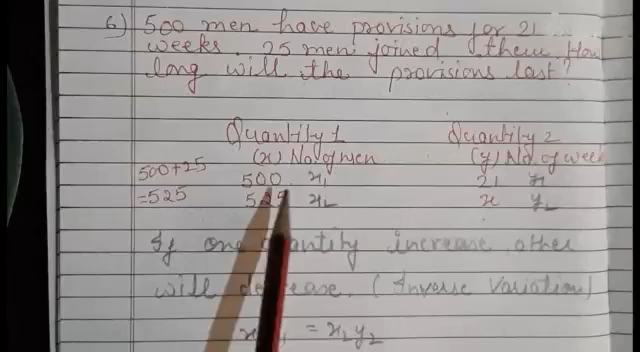 6) 500 men have provisions for 21
weeks. 25 men joined them. How
long will the provisions last?
Quantity 1 Quantity 2
(x) No. of men (y) No. of week
500+25 500 x₁ 21 y₁
=525 525 x₂ x y₂
If one quantity increase other
will decrease. (Inverse Variation)
= x₂y₂